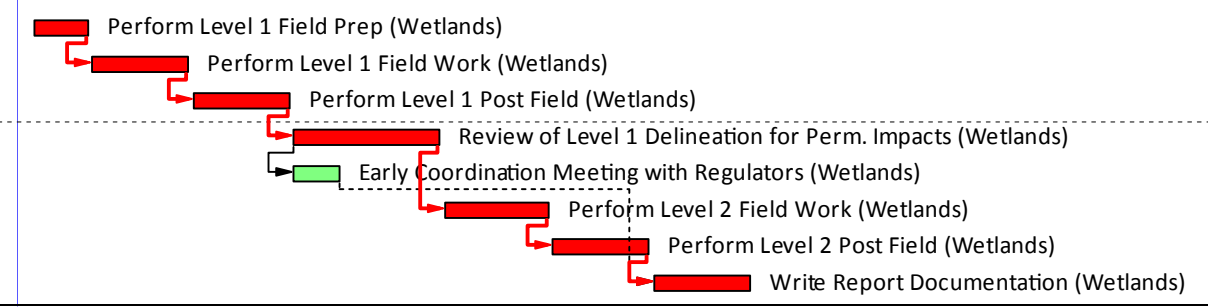 Perform Level 1 Field Prep (Wetlands)
Perform Level 1 Field Work (Wetlands)
Perform Level 1 Post Field (Wetlands)
Review of Level 1 Delineation for Perm. Impacts (Wetlands)
Early Coordination Meeting with Regulators (Wetlands)
Perform Level 2 Field Work (Wetlands)
Perform Level 2 Post Field (Wetlands)
Write Report Documentation (Wetlands)